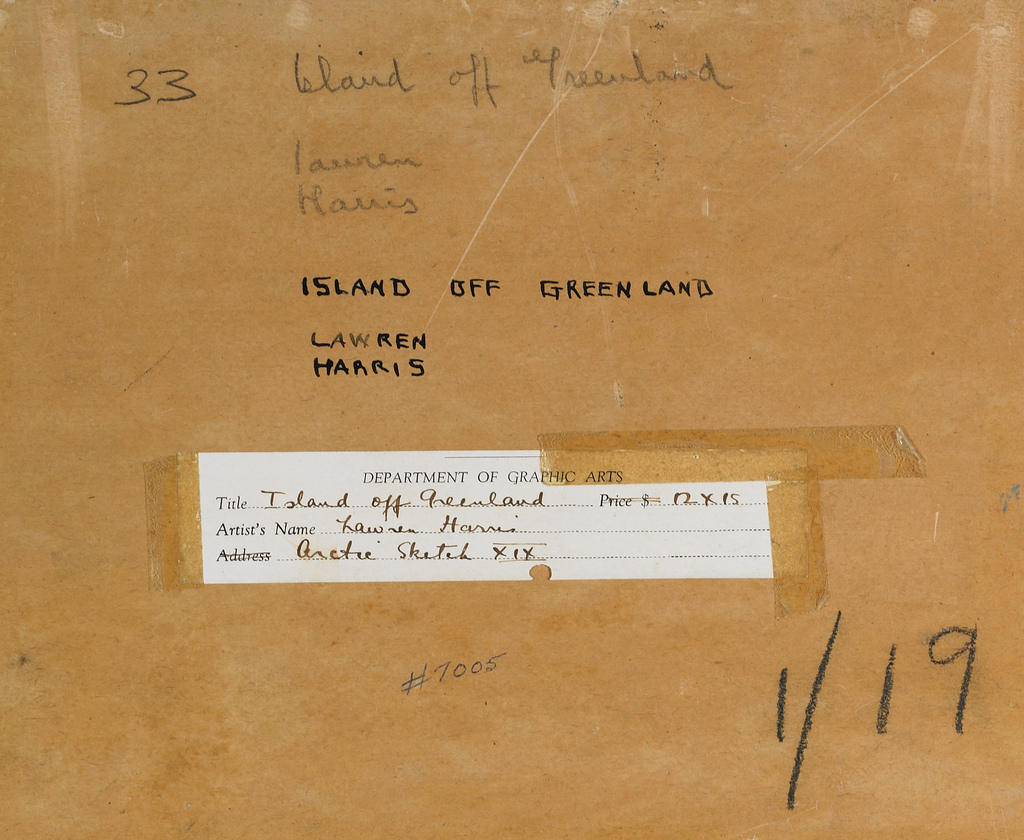 33 Island off Greenland
Lawren
Harris
ISLAND OFF GREENLAND
LAWREN
HARRIS
DEPARTMENT OF GRAPHIC ARTS
Title Island off Greenland Price $ 12 X 15
Artist's Name Lawren Harris
Address Arctic Sketch XIX
#7005
1/19